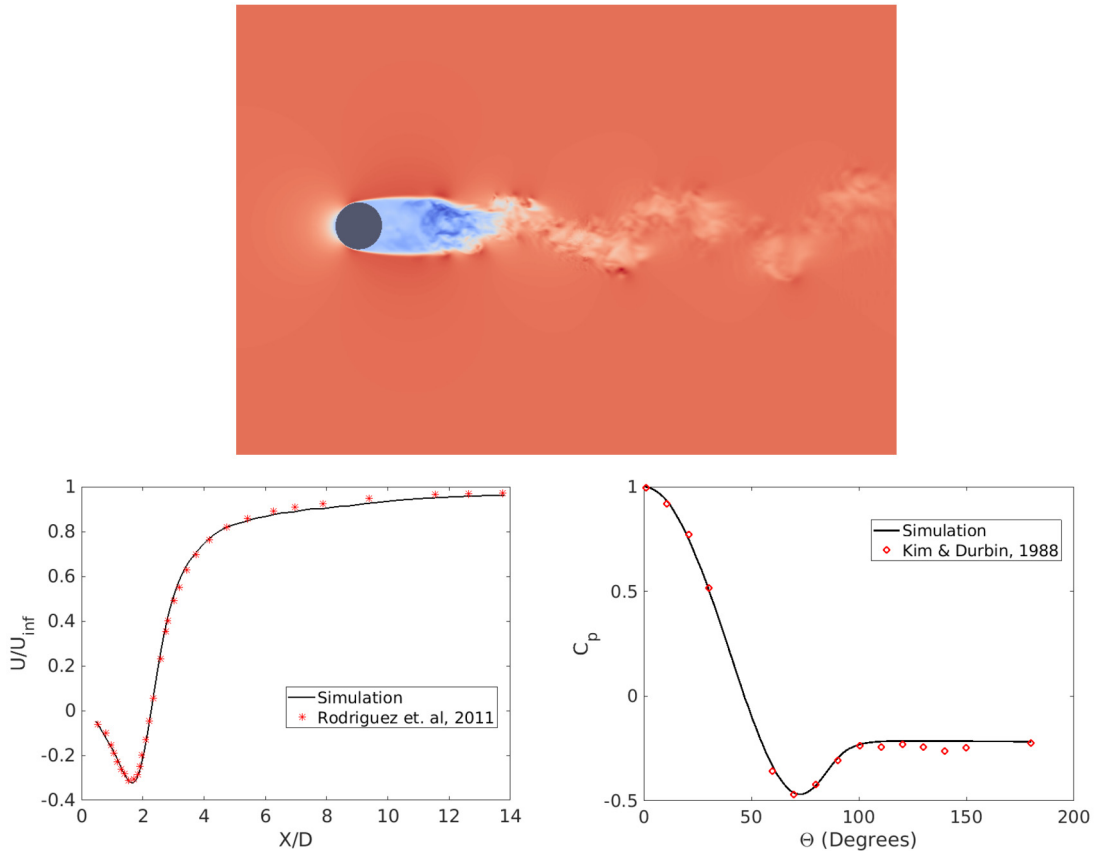 1
0.8
0.6
0.4
0.2
0
-0.2
-0.4
U/U_inf
Simulation
Rodriguez et. al, 2011
0 2 4 6 8 10 12 14
X/D
1
0.5
0
-0.5
C_p
Simulation
Kim & Durbin, 1988
0 50 100 150 200
Θ (Degrees)